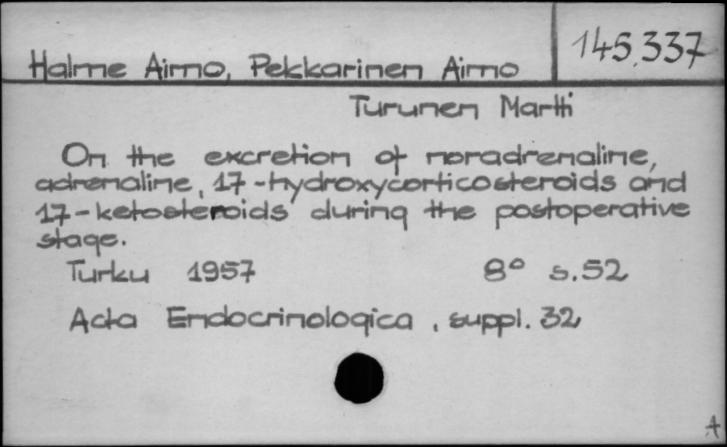 Halme Aimo, Pekkarinen Aimo
145.337
Turunen Martti
On the excretion of noradrenaline,
adrenaline, 17-hydroxycorticosteroids and
17-ketosteroids during the postoperative
stage.
Turku 1957 8° s.52
Acta Endocrinologica, suppl. 32
A